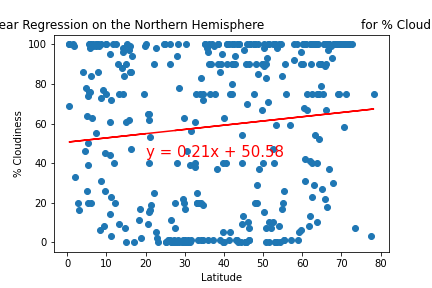 ear Regression on the Northern Hemisphere for % Cloud
100
80
60
40
20
0
% Cloudiness
y = 0.21x + 50.58
0 10 20 30 40 50 60 70 80
Latitude